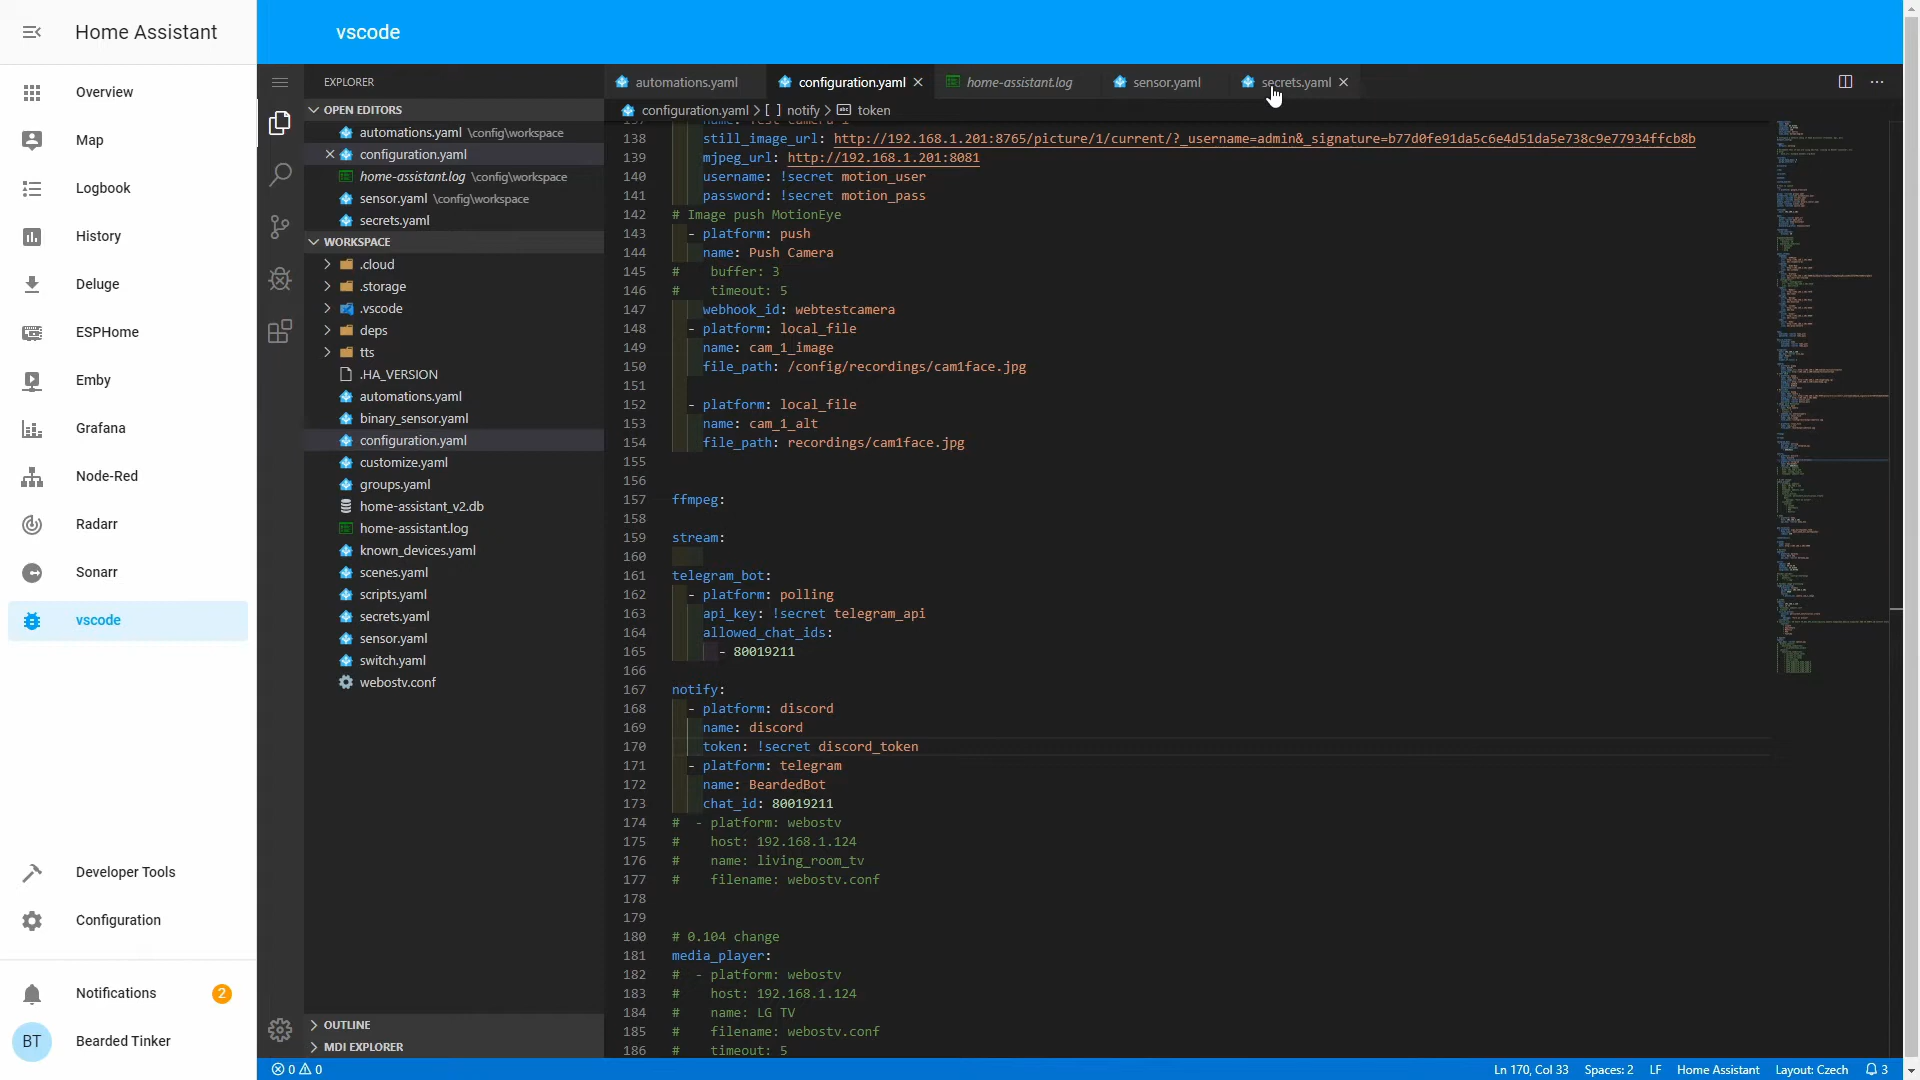 Home Assistant
vscode
Overview
Map
Logbook
History
Deluge
ESPHome
Emby
Grafana
Node-Red
Radarr
Sonarr
vscode
Developer Tools
Configuration
Notifications 2
BT Bearded Tinker
EXPLORER
OPEN EDITORS
automations.yaml \config\workspace
configuration.yaml
home-assistant.log \config\workspace
sensor.yaml \config\workspace
secrets.yaml
WORKSPACE
.cloud
.storage
.vscode
deps
tts
.HA_VERSION
automations.yaml
binary_sensor.yaml
configuration.yaml
customize.yaml
groups.yaml
home-assistant_v2.db
home-assistant.log
known_devices.yaml
scenes.yaml
scripts.yaml
secrets.yaml
sensor.yaml
switch.yaml
webostv.conf
OUTLINE
MDI EXPLORER
automations.yaml configuration.yaml home-assistant.log sensor.yaml secrets.yaml
configuration.yaml > [ ] notify > token
138 still_image_url: http://192.168.1.201:8765/picture/1/current/?_username=admin&_signature=b77d0fe91da5c6e4d51da5e738c9e77934ffcb8b
139 mjpeg_url: http://192.168.1.201:8081
140 username: !secret motion_user
141 password: !secret motion_pass
142 # Image push MotionEye
143 - platform: push
144 name: Push Camera
145 # buffer: 3
146 # timeout: 5
147 webhook_id: webtestcamera
148 - platform: local_file
149 name: cam_1_image
150 file_path: /config/recordings/cam1face.jpg
151
152 - platform: local_file
153 name: cam_1_alt
154 file_path: recordings/cam1face.jpg
155
156
157 ffmpeg:
158
159 stream:
160
161 telegram_bot:
162 - platform: polling
163 api_key: !secret telegram_api
164 allowed_chat_ids:
165 - 80019211
166
167 notify:
168 - platform: discord
169 name: discord
170 token: !secret discord_token
171 - platform: telegram
172 name: BeardedBot
173 chat_id: 80019211
174 # - platform: webostv
175 # host: 192.168.1.124
176 # name: living_room_tv
177 # filename: webostv.conf
178
179
180 # 0.104 change
181 media_player:
182 # - platform: webostv
183 # host: 192.168.1.124
184 # name: LG TV
185 # filename: webostv.conf
186 # timeout: 5
0 0 Ln 170, Col 33 Spaces: 2 LF Home Assistant Layout: Czech 3